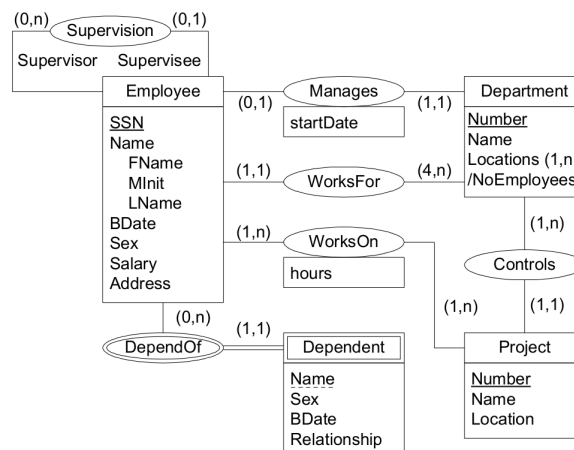 (0,n) Supervision (0,1)
Supervisor Supervisee
Employee
SSN
Name
FName
MInit
LName
BDate
Sex
Salary
Address
(0,1) Manages (1,1)
startDate
(1,1) WorksFor (4,n)
(1,n) WorksOn
hours
(1,n)
Department
Number
Name
Locations (1,n
/NoEmployees
(1,n)
Controls
(1,1)
Project
Number
Name
Location
(0,n)
DependOf
(1,1)
Dependent
Name
Sex
BDate
Relationship